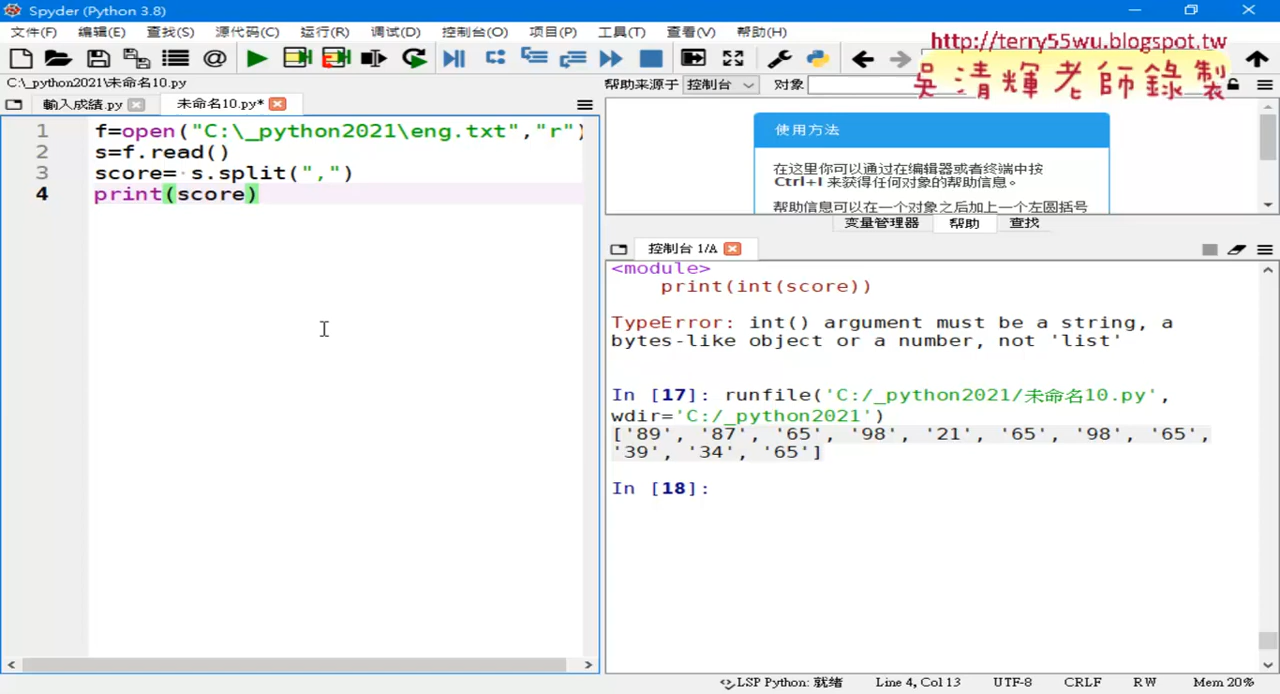 Spyder (Python 3.8)
文件(F) 编辑(E) 查找(S) 源代码(C) 运行(R) 调试(D) 控制台(O) 项目(P) 工具(T) 查看(V) 帮助(H)
http://terry55wu.blogspot.tw
吳清輝老師錄製
C:\_python2021\未命名10.py
輸入成績.py 未命名10.py*
帮助来源于 控制台 对象
1 f=open("C:\_python2021\eng.txt","r")
2 s=f.read()
3 score= s.split(",")
4 print(score)
使用方法
在这里你可以通过在编辑器或者终端中按
Ctrl+I 来获得任何对象的帮助信息。
帮助信息可以在一个对象之后加上一个左圆括号
变量管理器 帮助 查找
控制台 1/A
<module>
print(int(score))
TypeError: int() argument must be a string, a
bytes-like object or a number, not 'list'
In [17]: runfile('C:/_python2021/未命名10.py',
wdir='C:/_python2021')
['89', '87', '65', '98', '21', '65', '98', '65',
'39', '34', '65']
In [18]:
LSP Python: 就绪 Line 4, Col 13 UTF-8 CRLF RW Mem 20%